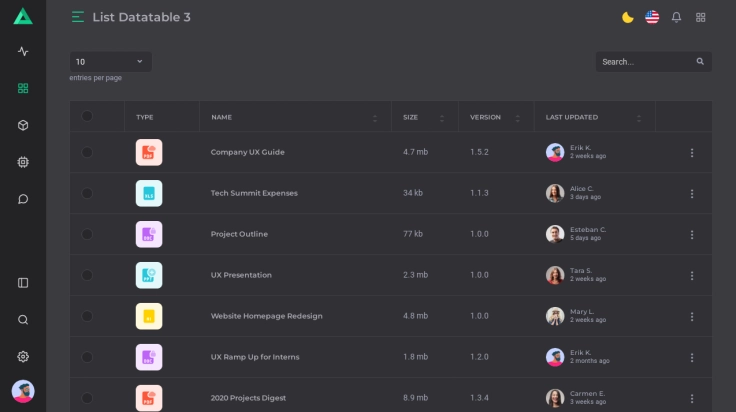 List Datatable 3
10
Search...
entries per page
TYPE NAME SIZE VERSION LAST UPDATED
PDF Company UX Guide 4.7 mb 1.5.2 Erik K.
2 weeks ago
XLS Tech Summit Expenses 34 kb 1.1.3 Alice C.
3 days ago
DOC Project Outline 77 kb 1.0.0 Esteban C.
5 days ago
UX Presentation 2.3 mb 1.0.0 Tara S.
2 weeks ago
AI Website Homepage Redesign 4.8 mb 1.0.0 Mary L.
2 weeks ago
DOC UX Ramp Up for Interns 1.8 mb 1.2.0 Erik K.
2 months ago
PDF 2020 Projects Digest 8.9 mb 1.3.4 Carmen E.
3 weeks ago